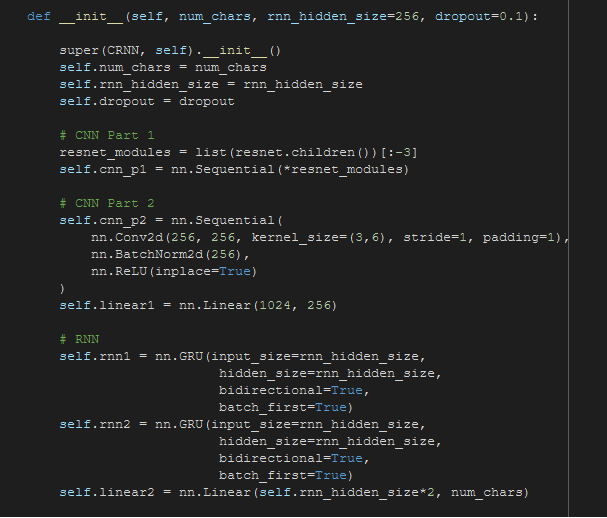 def __init__(self, num_chars, rnn_hidden_size=256, dropout=0.1):
super(CRNN, self).__init__()
self.num_chars = num_chars
self.rnn_hidden_size = rnn_hidden_size
self.dropout = dropout
# CNN Part 1
resnet_modules = list(resnet.children())[:-3]
self.cnn_p1 = nn.Sequential(*resnet_modules)
# CNN Part 2
self.cnn_p2 = nn.Sequential(
nn.Conv2d(256, 256, kernel_size=(3,6), stride=1, padding=1),
nn.BatchNorm2d(256),
nn.ReLU(inplace=True)
)
self.linear1 = nn.Linear(1024, 256)
# RNN
self.rnn1 = nn.GRU(input_size=rnn_hidden_size,
hidden_size=rnn_hidden_size,
bidirectional=True,
batch_first=True)
self.rnn2 = nn.GRU(input_size=rnn_hidden_size,
hidden_size=rnn_hidden_size,
bidirectional=True,
batch_first=True)
self.linear2 = nn.Linear(self.rnn_hidden_size*2, num_chars)